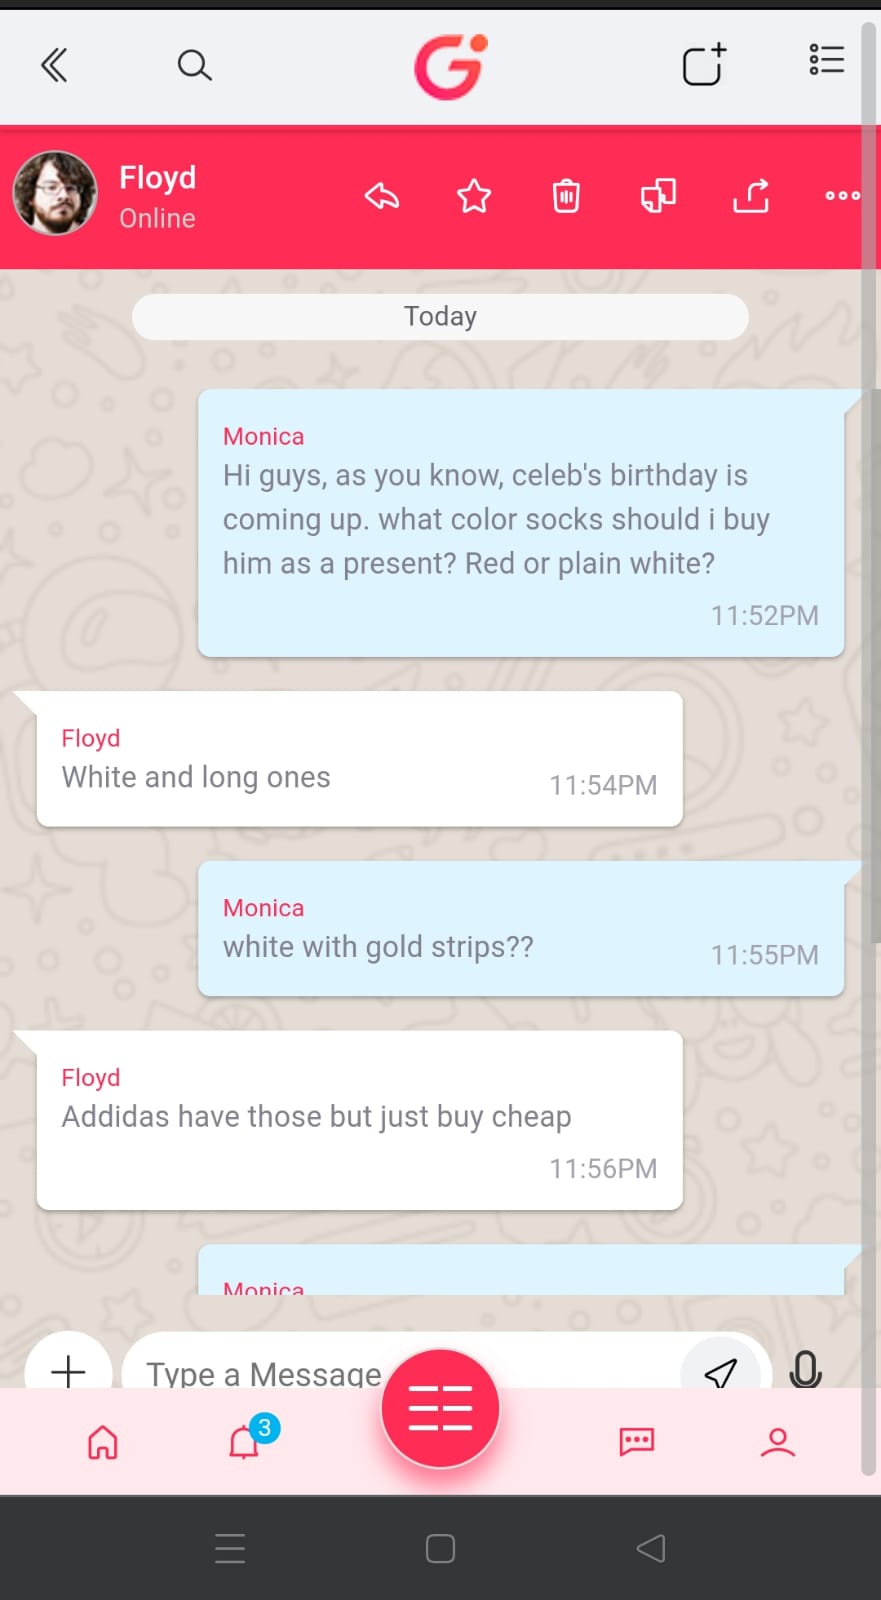 Floyd
Online
Today
Monica
Hi guys, as you know, celeb's birthday is
coming up. what color socks should i buy
him as a present? Red or plain white?
11:52PM
Floyd
White and long ones
11:54PM
Monica
white with gold strips??
11:55PM
Floyd
Addidas have those but just buy cheap
11:56PM
Monica
Type a Message
3